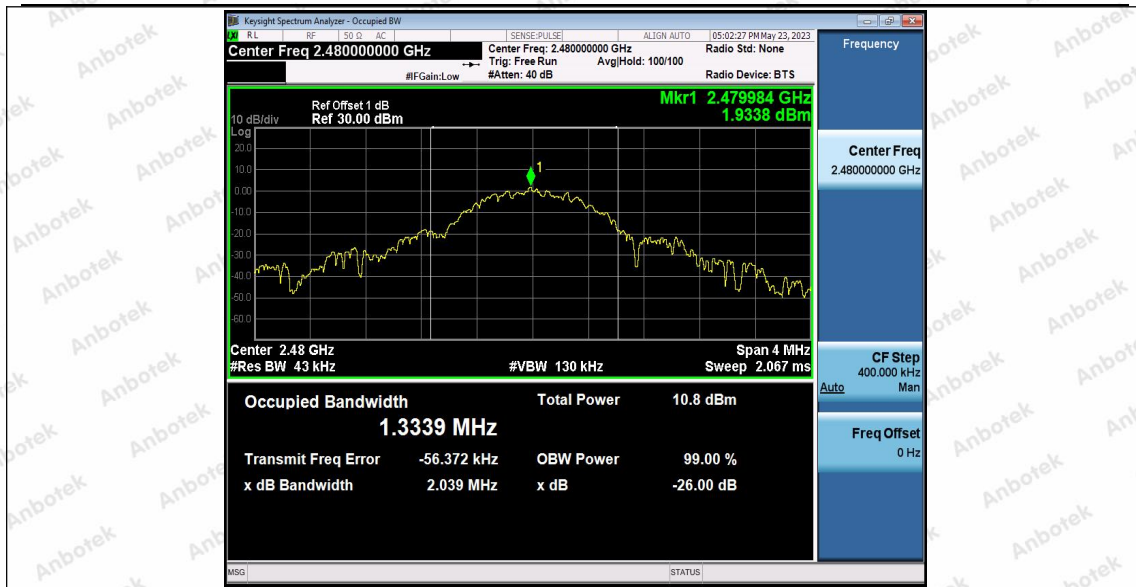 Keysight Spectrum Analyzer - Occupied BW
LXI RL RF 50 Ω AC SENSE:PULSE ALIGN AUTO 05:02:27 PM May 23, 2023
Center Freq 2.480000000 GHz
Center Freq: 2.480000000 GHz Radio Std: None
Trig: Free Run Avg|Hold: 100/100
#IFGain:Low #Atten: 40 dB Radio Device: BTS
Ref Offset 1 dB Mkr1 2.479984 GHz
10 dB/div Ref 30.00 dBm 1.9338 dBm
Log
20.0
10.0
0.00
-10.0
-20.0
-30.0
-40.0
-50.0
-60.0
1
Center 2.48 GHz Span 4 MHz
#Res BW 43 kHz #VBW 130 kHz Sweep 2.067 ms
Occupied Bandwidth Total Power 10.8 dBm
1.3339 MHz
Transmit Freq Error -56.372 kHz OBW Power 99.00 %
x dB Bandwidth 2.039 MHz x dB -26.00 dB
MSG STATUS
Frequency
Center Freq
2.480000000 GHz
CF Step
400.000 kHz
Auto Man
Freq Offset
0 Hz
Anbotek